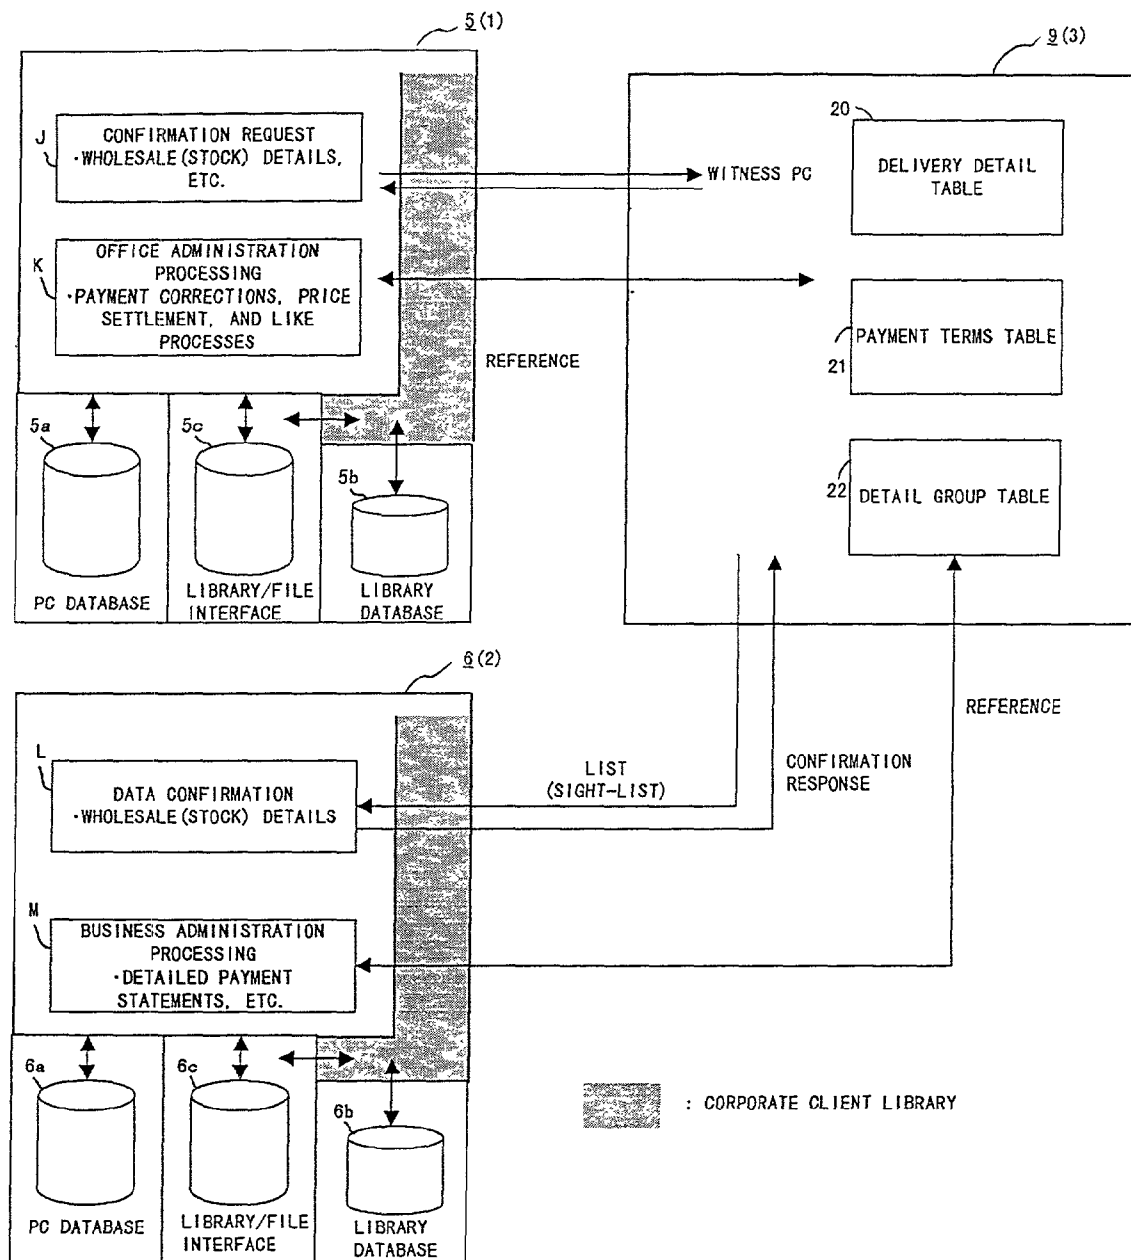 5(1)
J
CONFIRMATION REQUEST
·WHOLESALE(STOCK) DETAILS,
ETC.
K
OFFICE ADMINISTRATION
PROCESSING
·PAYMENT CORRECTIONS, PRICE
SETTLEMENT, AND LIKE
PROCESSES
REFERENCE
5a
5c
5b
PC DATABASE
LIBRARY/FILE
INTERFACE
LIBRARY
DATABASE
9(3)
WITNESS PC
20
DELIVERY DETAIL
TABLE
21
PAYMENT TERMS TABLE
22
DETAIL GROUP TABLE
6(2)
L
DATA CONFIRMATION
·WHOLESALE(STOCK) DETAILS
M
BUSINESS ADMINISTRATION
PROCESSING
·DETAILED PAYMENT
STATEMENTS, ETC.
LIST
(SIGHT-LIST)
CONFIRMATION
RESPONSE
REFERENCE
6a
6c
6b
PC DATABASE
LIBRARY/FILE
INTERFACE
LIBRARY
DATABASE
: CORPORATE CLIENT LIBRARY